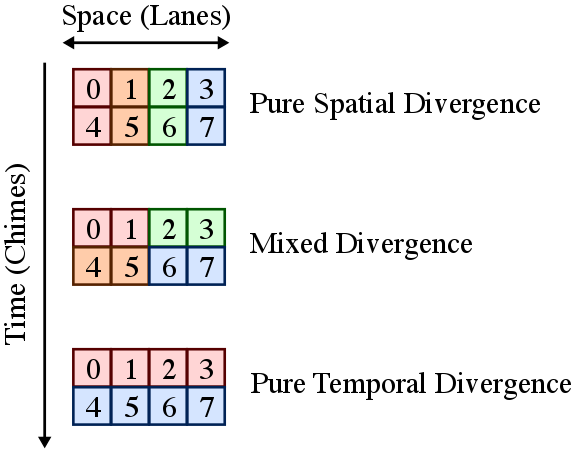 Space (Lanes)
Time (Chimes)
0 1 2 3
4 5 6 7
Pure Spatial Divergence
0 1 2 3
4 5 6 7
Mixed Divergence
0 1 2 3
4 5 6 7
Pure Temporal Divergence